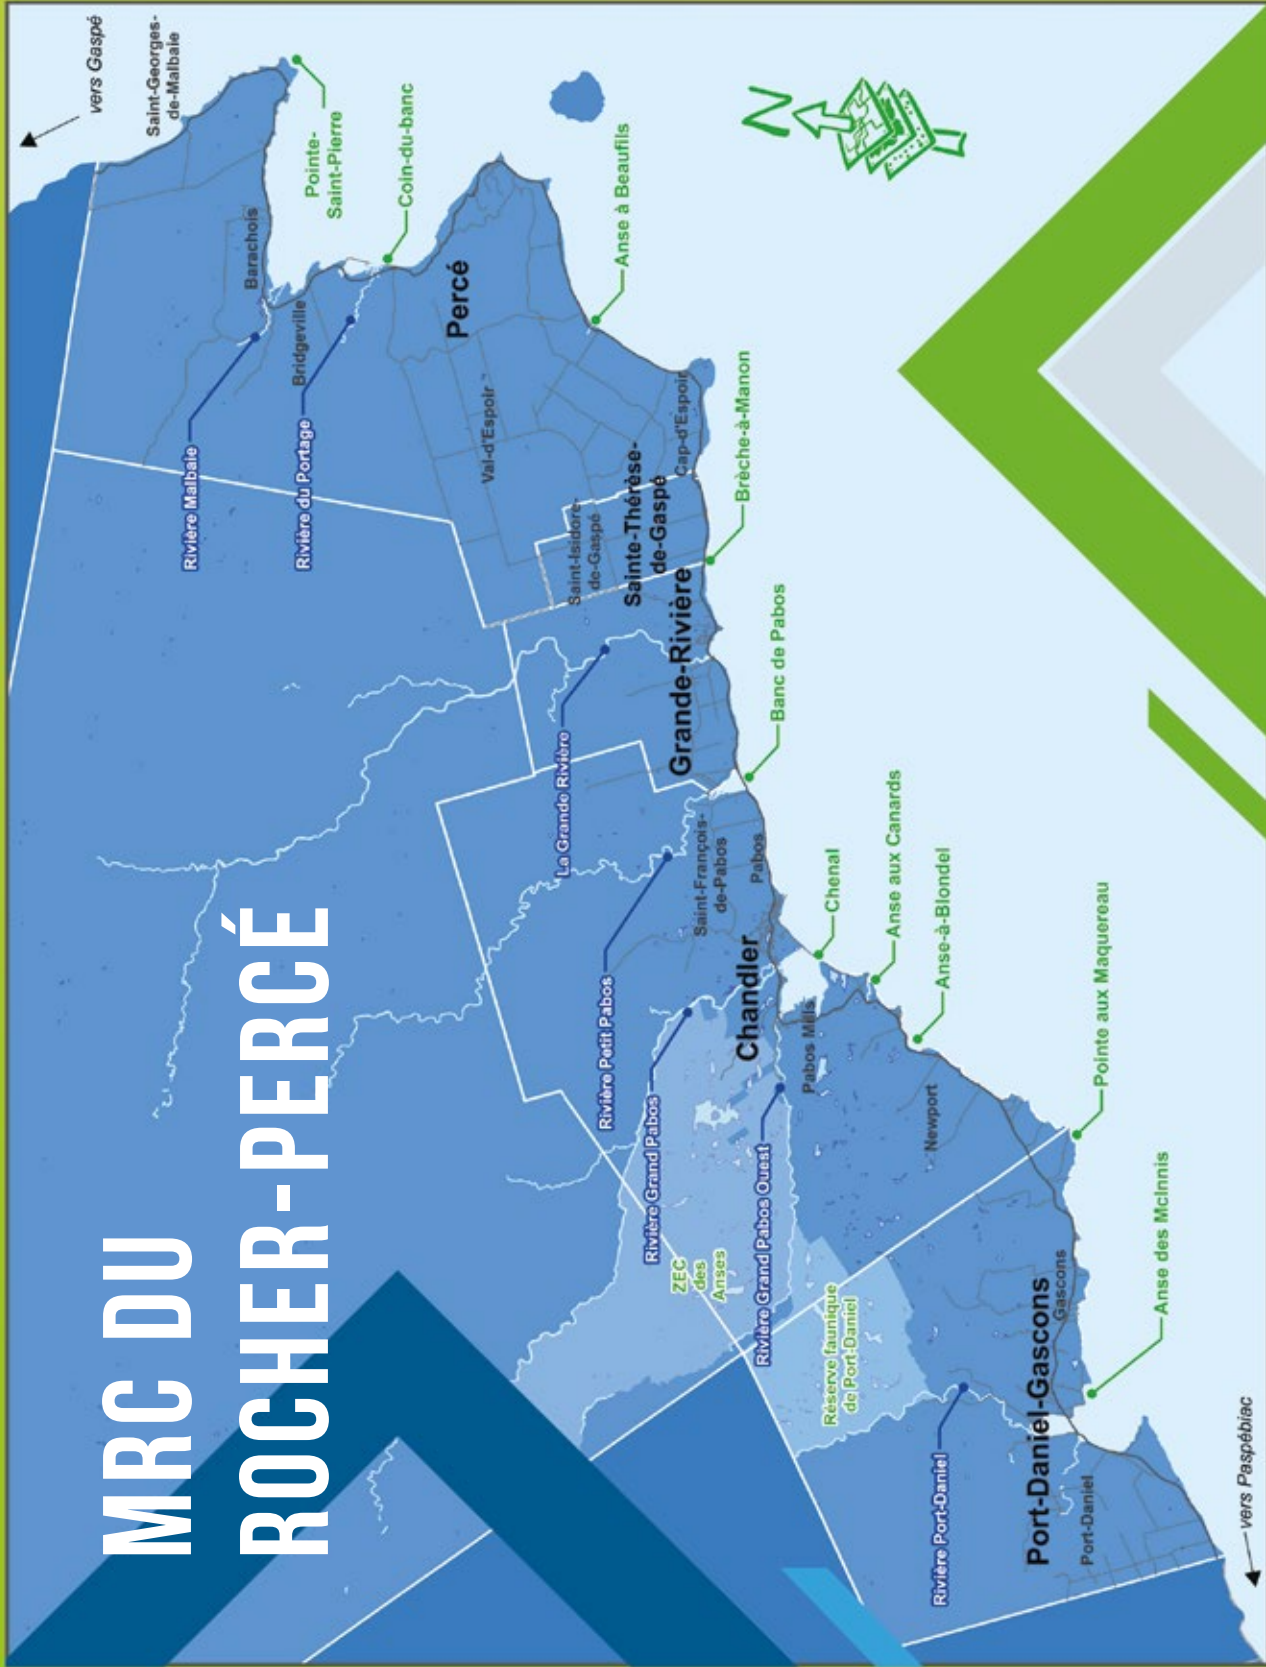 MRC DU
ROCHER-PERCÉ
vers Gaspé
Saint-Georges-
de-Malbaie
Pointe-
Saint-Pierre
Coin-du-banc
Barachois
Bridgeville
Rivière Malbaie
Rivière du Portage
Percé
Val-d'Espoir
Anse à Beaufils
Cap-d'Espoir
Brèche-à-Manon
Saint-Isidore-
de-Gaspé
Sainte-Thérèse-
de-Gaspé
Grande-Rivière
La Grande Rivière
Banc de Pabos
Saint-François-
de-Pabos
Pabos
Rivière Petit Pabos
Chandler
Chenal
Anse aux Canards
Anse-à-Blondel
Pabos Mills
Rivière Grand Pabos
Rivière Grand Pabos Ouest
ZEC
des
Anses
Newport
Pointe aux Maquereau
Réserve faunique
de Port-Daniel
Gascons
Port-Daniel-Gascons
Anse des McInnis
Rivière Port-Daniel
Port-Daniel
vers Paspébiac
N